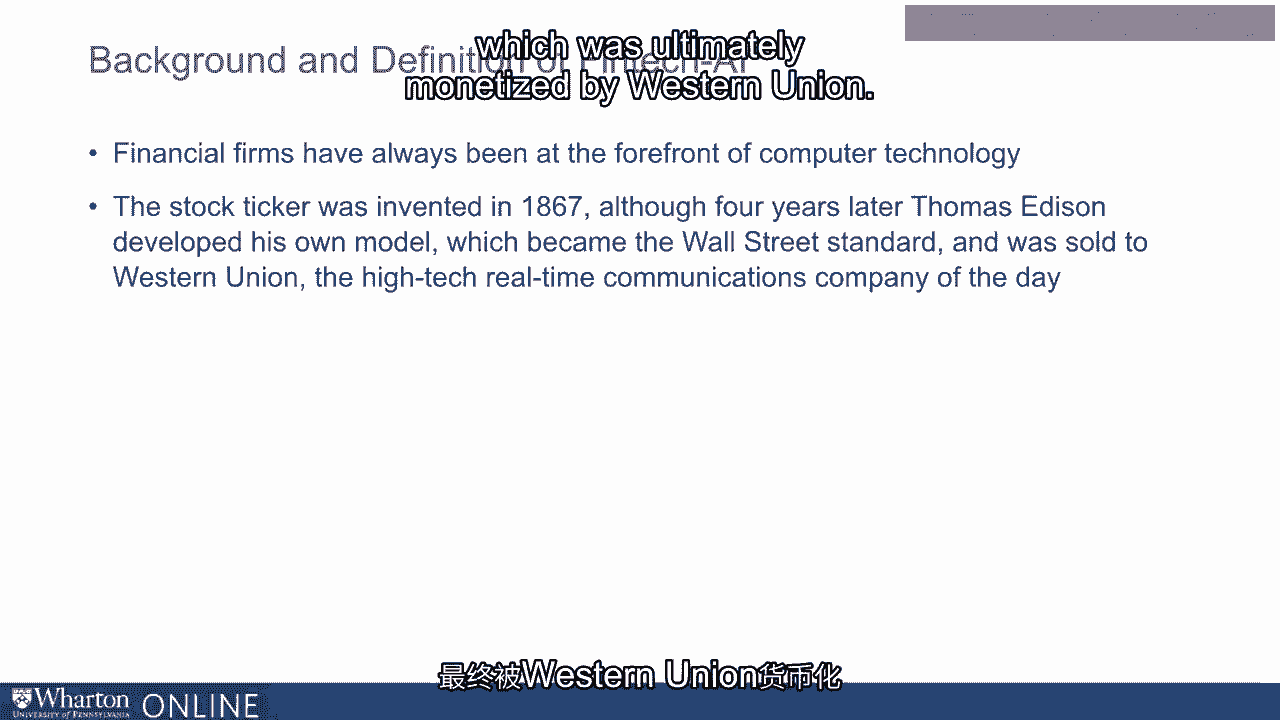 which was ultimately
monetized by Western Union.
Background and Definition of Fintech-AI
• Financial firms have always been at the forefront of computer technology
• The stock ticker was invented in 1867, although four years later Thomas Edison
developed his own model, which became the Wall Street standard, and was sold to
Western Union, the high-tech real-time communications company of the day
最终被Western Union货币化
Wharton
UNIVERSITY of PENNSYLVANIA
ONLINE